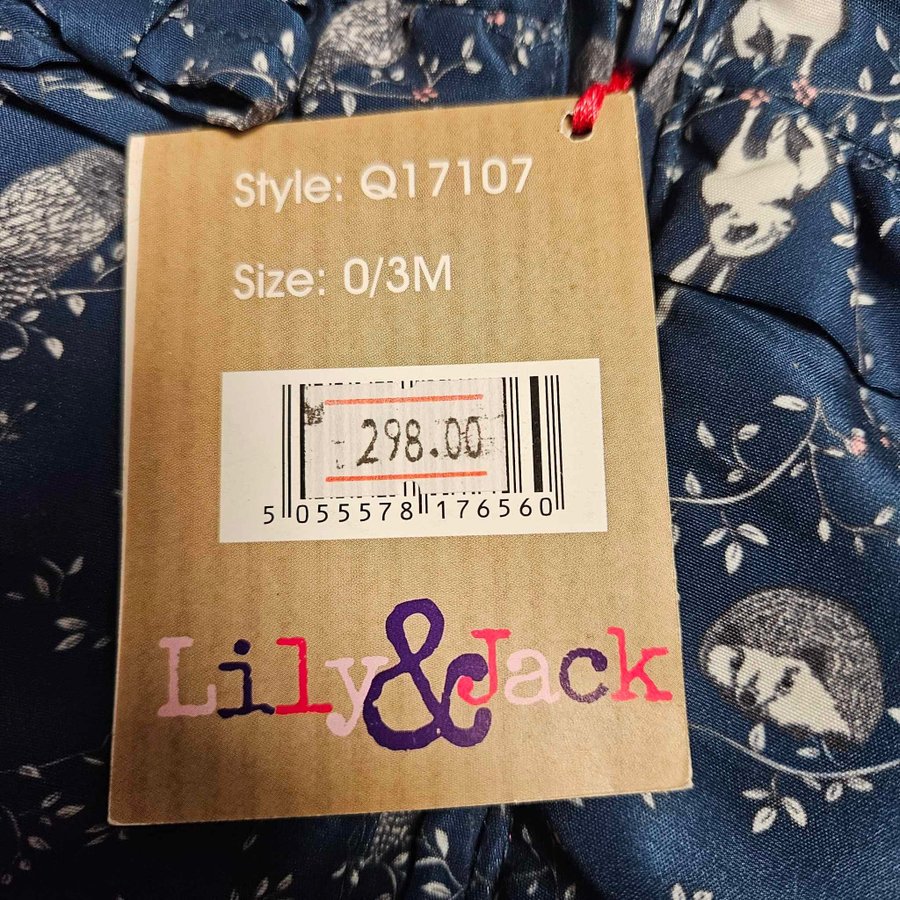 Style: Q17107
Size: 0/3M
298.00
5 055578 176560
Lily&Jack